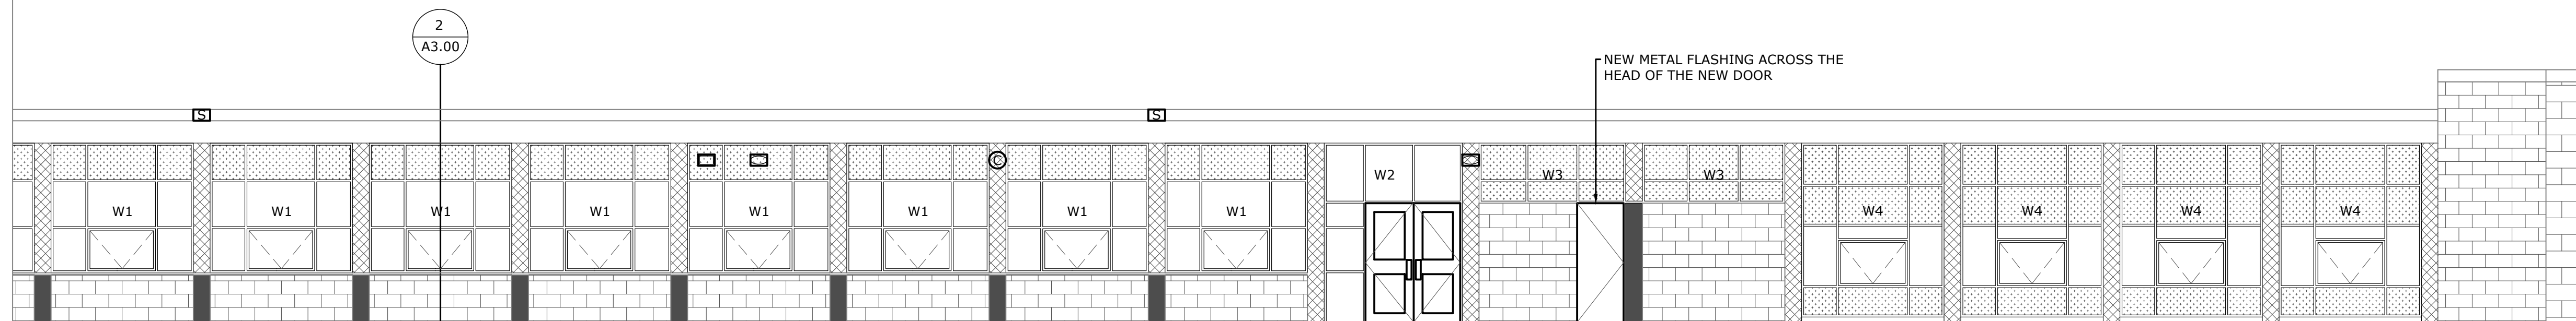 2
A3.00
NEW METAL FLASHING ACROSS THE
HEAD OF THE NEW DOOR
S
S
C
W2
W3
W3
W1
W1
W1
W1
W1
W1
W1
W1
W4
W4
W4
W4